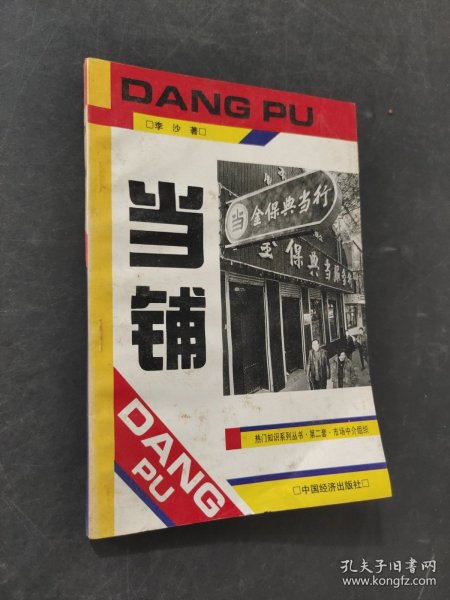 DANG PU
□李 沙 著□
当铺
当 金保典当行
金保典当
热门知识系列丛书·第二套·市场中介组织
DANG
PU
□中国经济出版社□
孔夫子旧书网
www.kongfz.com